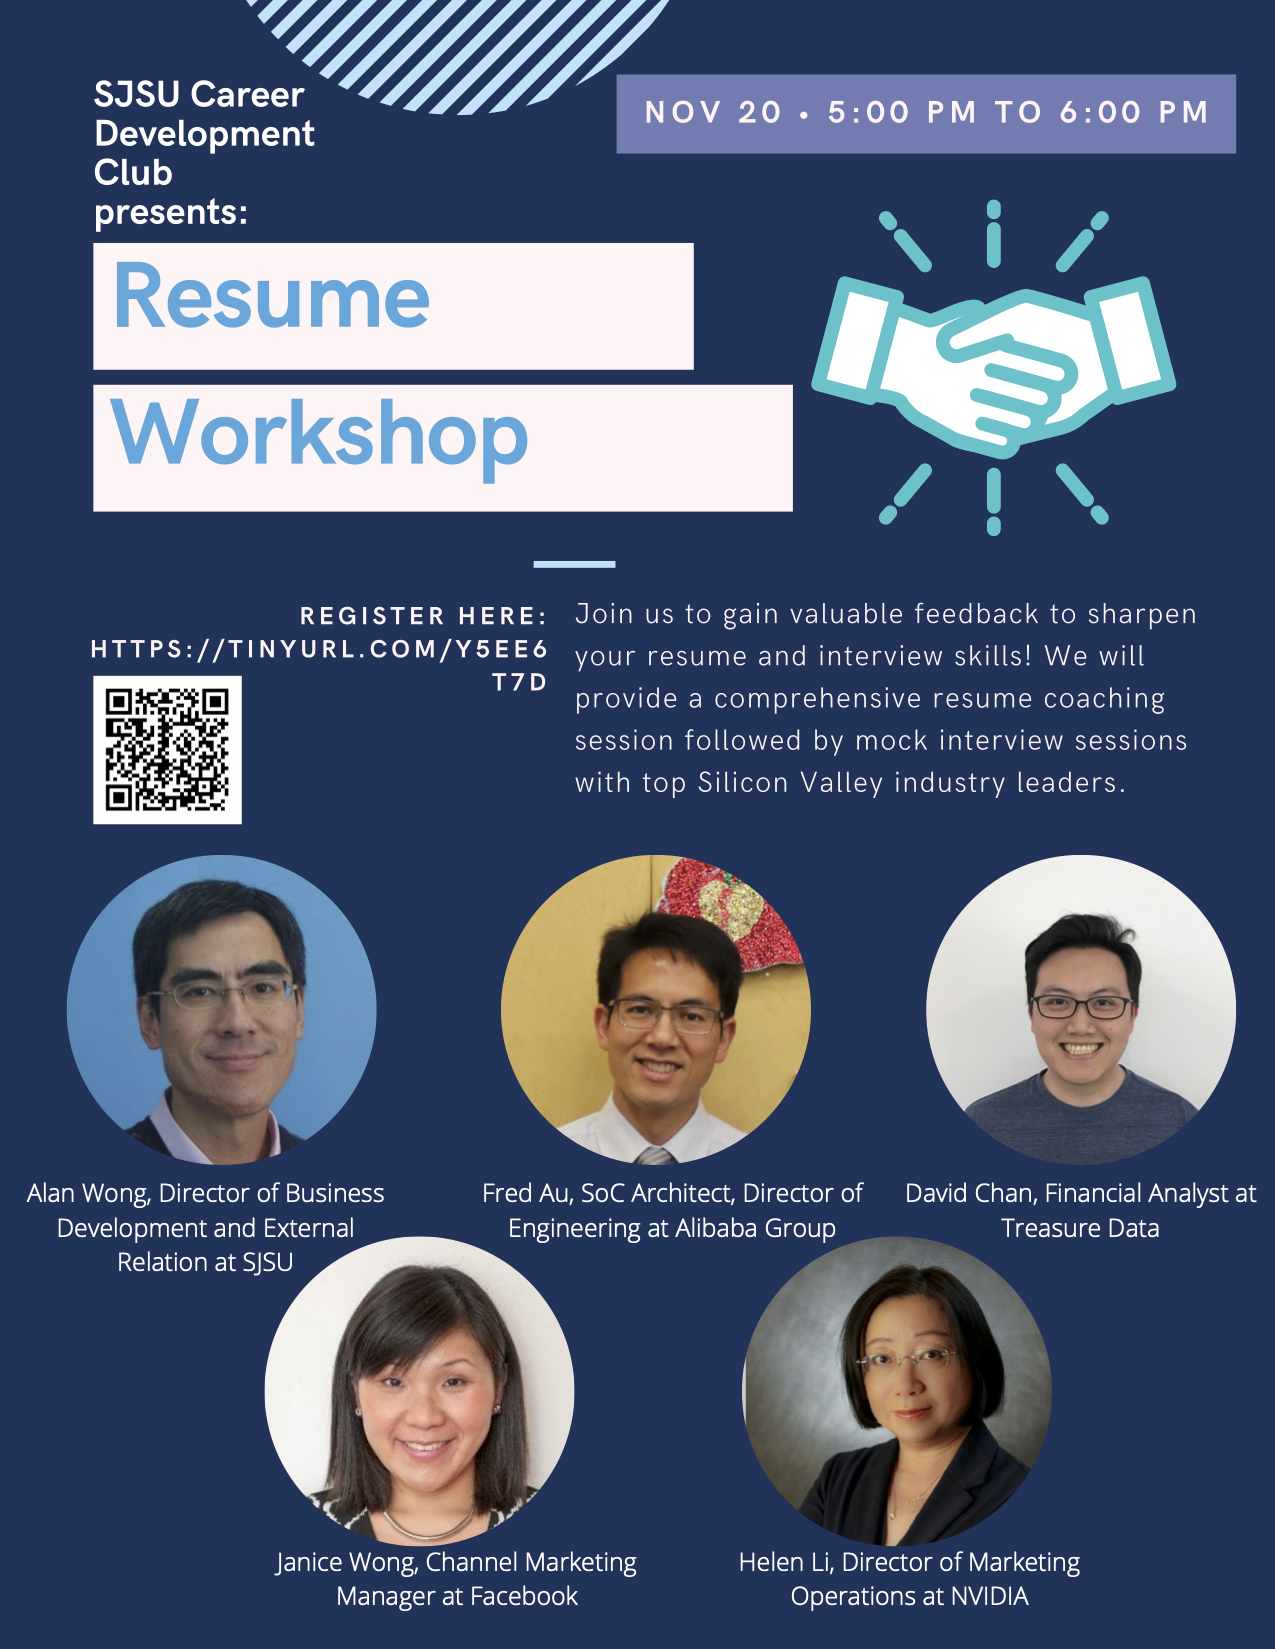 SJSU Career
Development
Club
presents:
NOV 20 • 5:00 PM TO 6:00 PM
Resume
Workshop
REGISTER HERE:
HTTPS://TINYURL.COM/Y5EE6
T7D
Join us to gain valuable feedback to sharpen
your resume and interview skills! We will
provide a comprehensive resume coaching
session followed by mock interview sessions
with top Silicon Valley industry leaders.
Alan Wong, Director of Business
Development and External
Relation at SJSU
Fred Au, SoC Architect, Director of
Engineering at Alibaba Group
David Chan, Financial Analyst at
Treasure Data
Janice Wong, Channel Marketing
Manager at Facebook
Helen Li, Director of Marketing
Operations at NVIDIA